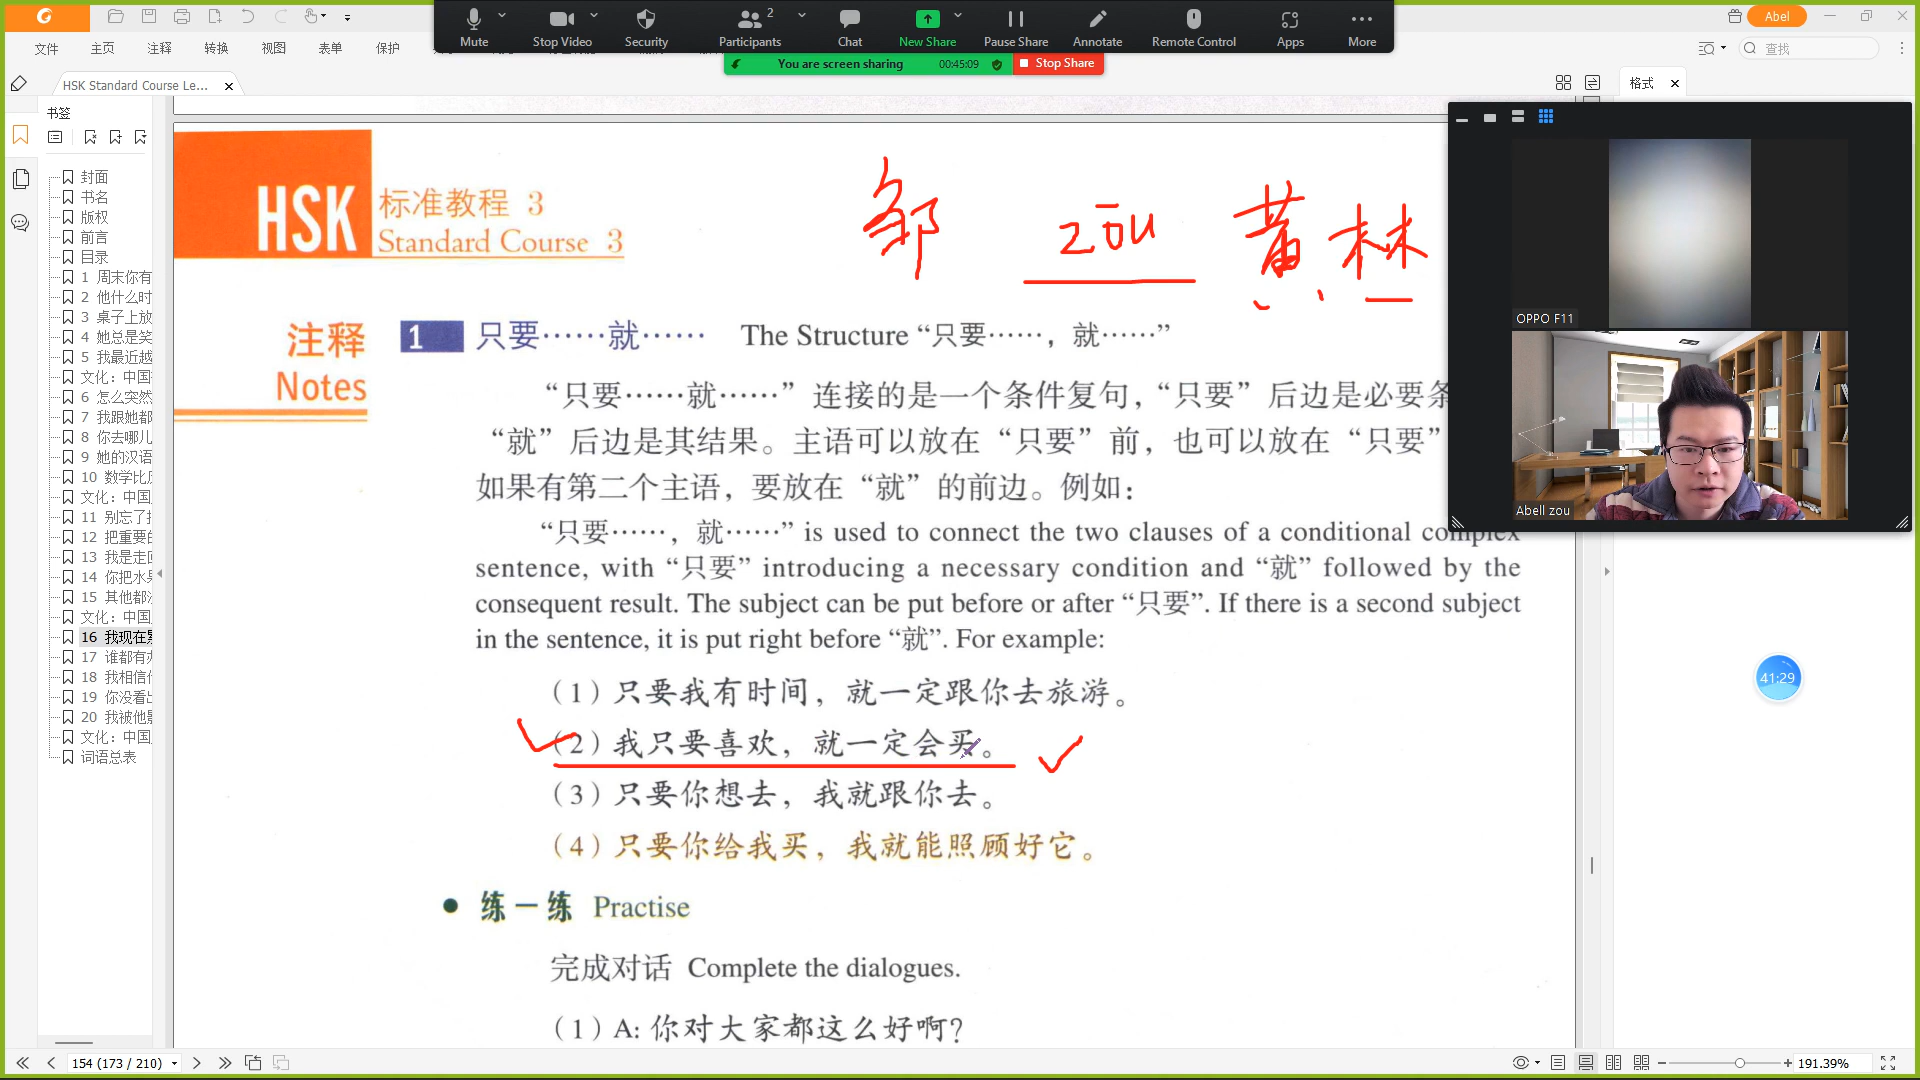 Mute
Stop Video
Security
Participants 2
Chat
New Share
Pause Share
Annotate
Remote Control
Apps
More
Abel
You are screen sharing 00:45:09 Stop Share
文件 主页 注释 转换 视图 表单 保护
查找
HSK Standard Course Le...
格式
书签
封面
书名
版权
前言
目录
1 周末你有
2 他什么时
3 桌子上放
4 她总是笑
5 我最近越
文化：中国
6 怎么突然
7 我跟她都
8 你去哪儿
9 她的汉语
10 数学比
文化：中国
11 别忘了
12 把重要的
13 我是走
14 你把水
15 其他都
文化：中国
16 我现在
17 谁都有
18 我相信
19 你没看出
20 我被他
文化：中国
词语总表
HSK 标准教程 3
Standard Course 3
邹 zōu 黄 林
注释
Notes
1 只要……就…… The Structure “只要……，就……”
“只要……就……”连接的是一个条件复句，“只要”后边是必要条
“就”后边是其结果。主语可以放在“只要”前，也可以放在“只要”
如果有第二个主语，要放在“就”的前边。例如：
“只要……，就……” is used to connect the two clauses of a conditional complex
sentence, with “只要” introducing a necessary condition and “就” followed by the
consequent result. The subject can be put before or after “只要”. If there is a second subject
in the sentence, it is put right before “就”. For example:
（1）只要我有时间，就一定跟你去旅游。
（2）我只要喜欢，就一定会买。
（3）只要你想去，我就跟你去。
（4）只要你给我买，我就能照顾好它。
● 练一练 Practise
完成对话 Complete the dialogues.
（1）A: 你对大家都这么好啊？
OPPO F11
Abell zou
41:29
154 (173 / 210)
191.39%